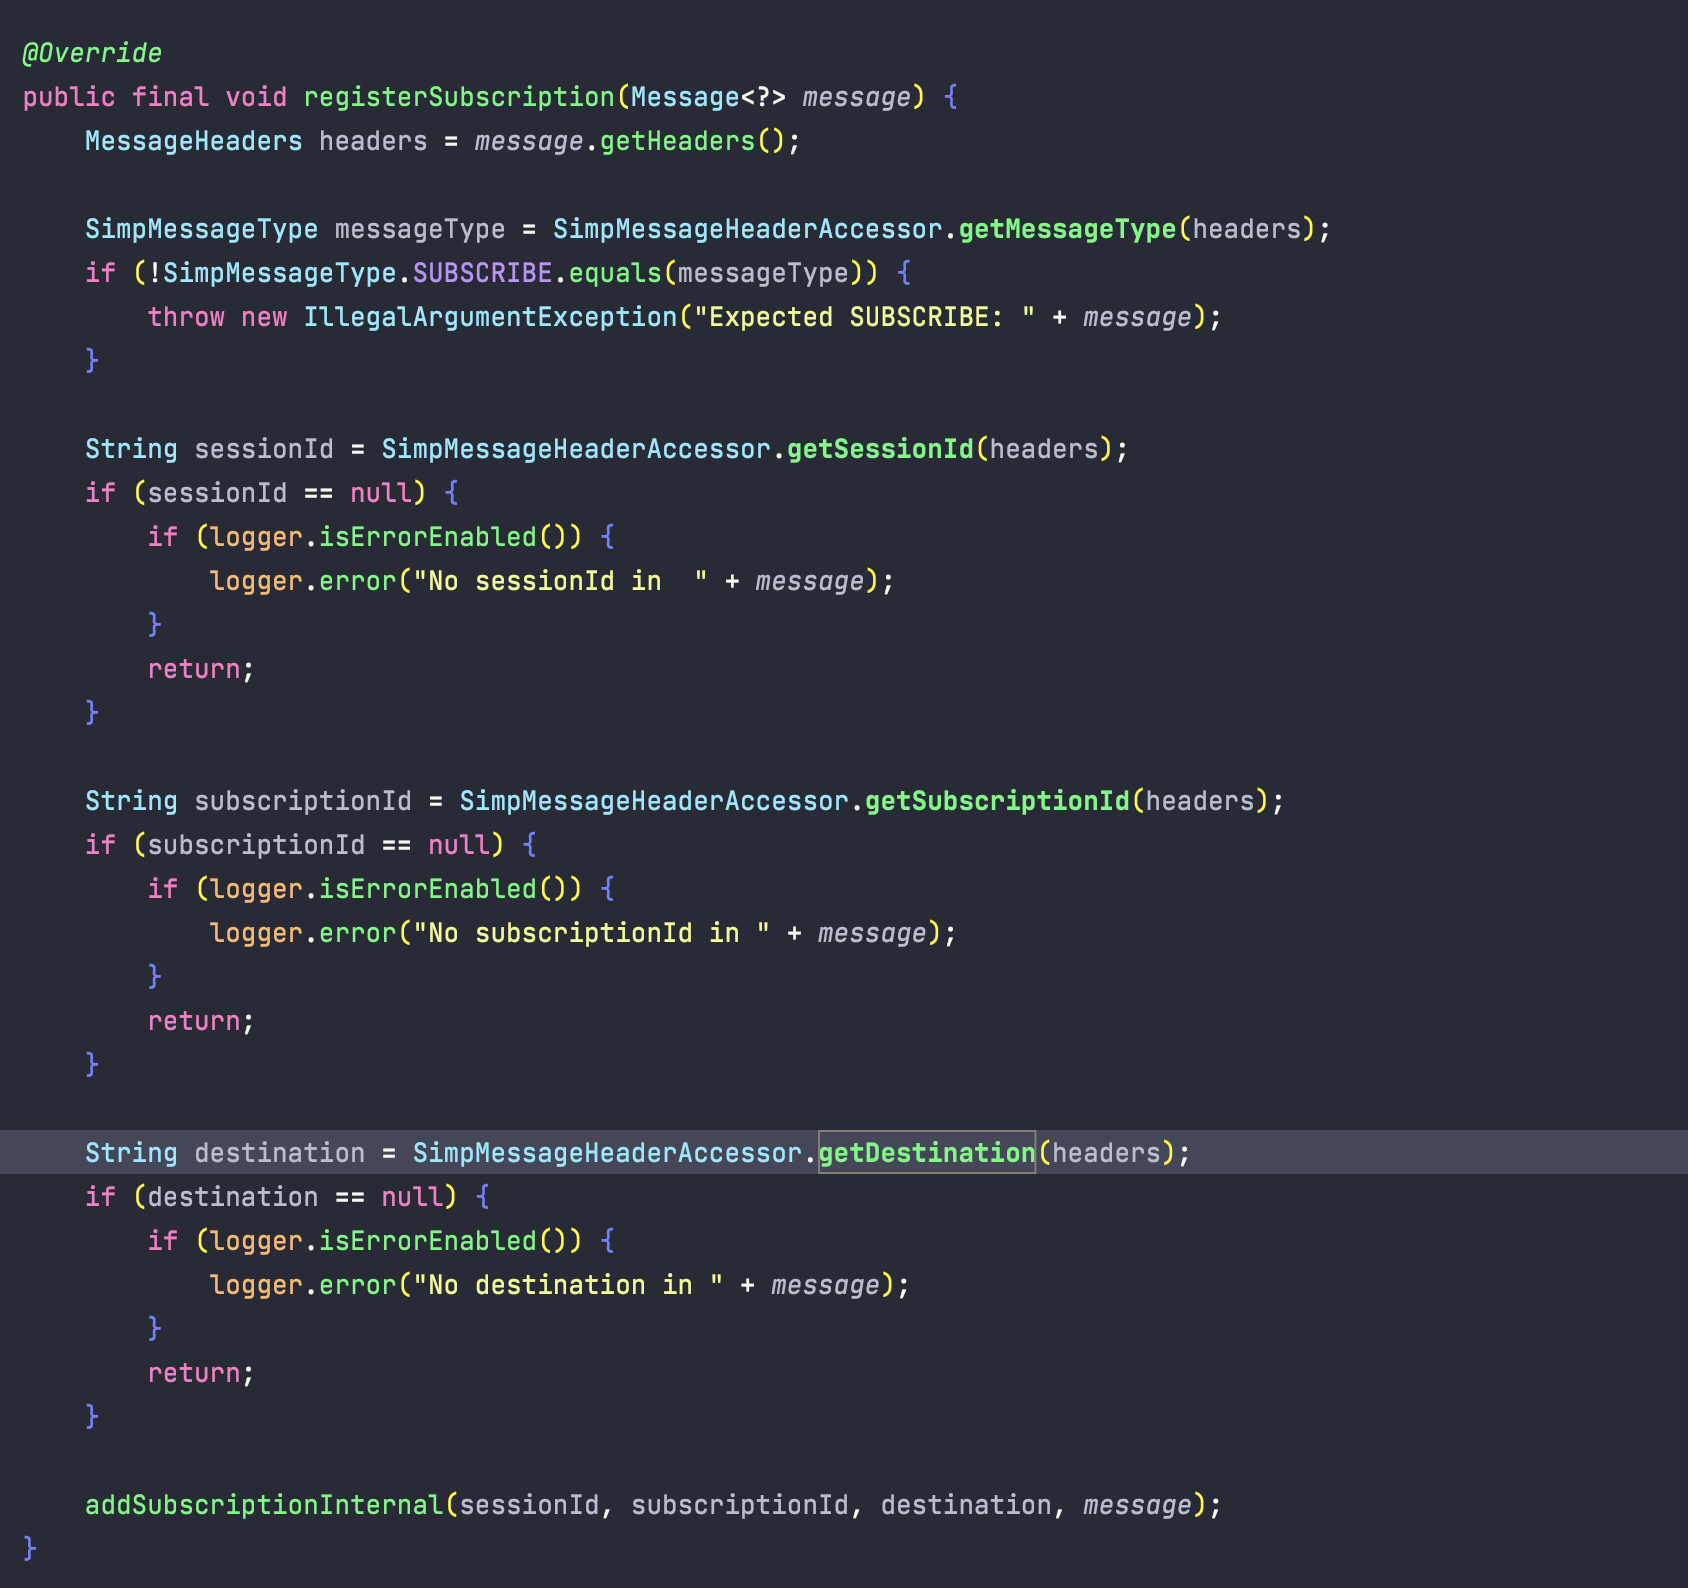 @Override
public final void registerSubscription(Message<?> message) {
    MessageHeaders headers = message.getHeaders();

    SimpMessageType messageType = SimpMessageHeaderAccessor.getMessageType(headers);
    if (!SimpMessageType.SUBSCRIBE.equals(messageType)) {
        throw new IllegalArgumentException("Expected SUBSCRIBE: " + message);
    }

    String sessionId = SimpMessageHeaderAccessor.getSessionId(headers);
    if (sessionId == null) {
        if (logger.isErrorEnabled()) {
            logger.error("No sessionId in  " + message);
        }
        return;
    }

    String subscriptionId = SimpMessageHeaderAccessor.getSubscriptionId(headers);
    if (subscriptionId == null) {
        if (logger.isErrorEnabled()) {
            logger.error("No subscriptionId in " + message);
        }
        return;
    }

    String destination = SimpMessageHeaderAccessor.getDestination(headers);
    if (destination == null) {
        if (logger.isErrorEnabled()) {
            logger.error("No destination in " + message);
        }
        return;
    }

    addSubscriptionInternal(sessionId, subscriptionId, destination, message);
}